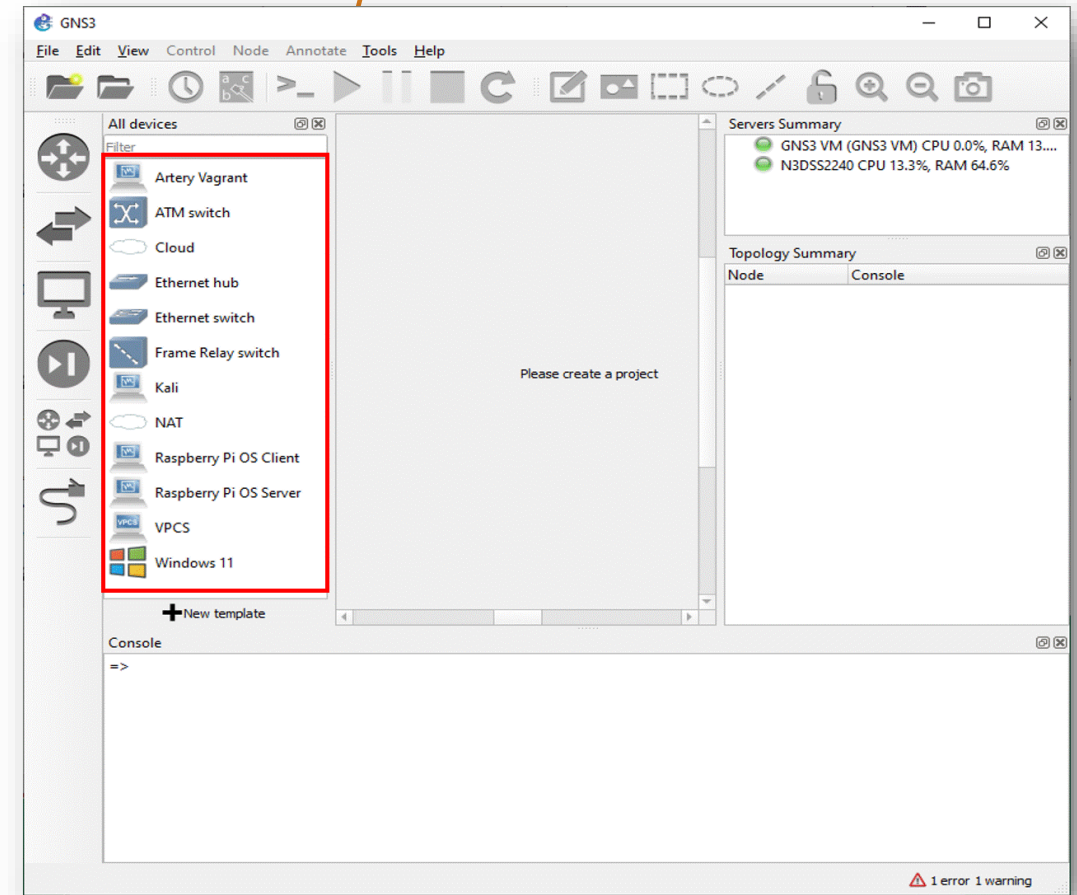 GNS3
File Edit View Control Node Annotate Tools Help
All devices
Filter
Artery Vagrant
ATM switch
Cloud
Ethernet hub
Ethernet switch
Frame Relay switch
Kali
NAT
Raspberry Pi OS Client
Raspberry Pi OS Server
VPCS
VPCS
Windows 11
New template
Please create a project
Servers Summary
GNS3 VM (GNS3 VM) CPU 0.0%, RAM 13....
N3DSS2240 CPU 13.3%, RAM 64.6%
Topology Summary
Node Console
Console
=>
1 error 1 warning